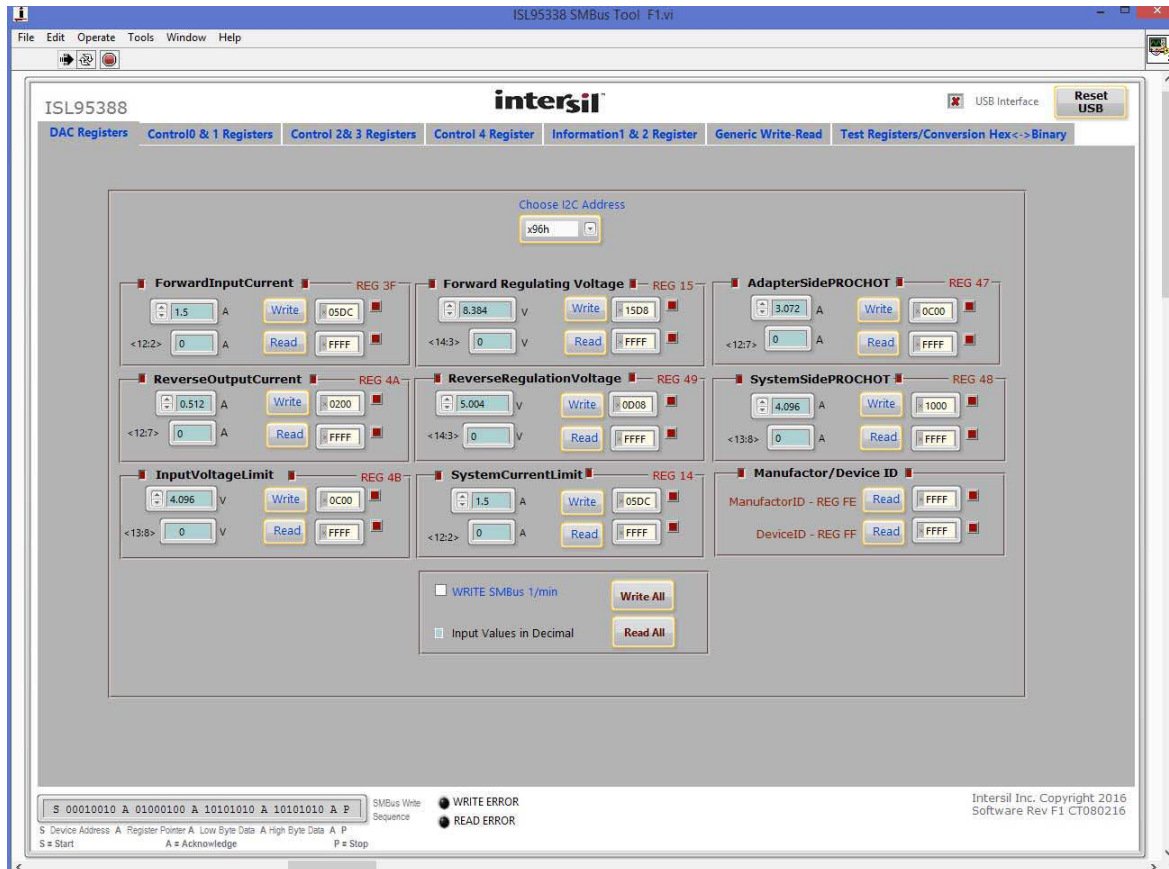 ISL95338 SMBus Tool F1.vi
File Edit Operate Tools Window Help
ISL95388
intersil
USB Interface
Reset USB
DAC Registers Control0 & 1 Registers Control 2& 3 Registers Control 4 Register Information1 & 2 Register Generic Write-Read Test Registers/Conversion Hex<->Binary
Choose I2C Address
x96h
ForwardInputCurrent REG 3F
1.5 A Write x 05DC
<12:2> 0 A Read x FFFF
Forward Regulating Voltage REG 15
8.384 V Write x 15D8
<14:3> 0 V Read x FFFF
AdapterSidePROCHOT REG 47
3.072 A Write x 0C00
<12:7> 0 A Read x FFFF
ReverseOutputCurrent REG 4A
0.512 A Write x 0200
<12:7> 0 A Read x FFFF
ReverseRegulationVoltage REG 49
5.004 V Write x 0D08
<14:3> 0 V Read x FFFF
SystemSidePROCHOT REG 48
4.096 A Write x 1000
<13:8> 0 A Read x FFFF
InputVoltageLimit REG 4B
4.096 V Write x 0C00
<13:8> 0 V Read x FFFF
SystemCurrentLimit REG 14
1.5 A Write x 05DC
<12:2> 0 A Read x FFFF
Manufactor/Device ID
ManufactorID - REG FE Read x FFFF
DeviceID - REG FF Read x FFFF
WRITE SMBus 1/min Write All
Input Values in Decimal Read All
S 00010010 A 01000100 A 10101010 A 10101010 A P
SMBus Write Sequence
S Device Address A Register Pointer A Low Byte Data A High Byte Data A P
S = Start A = Acknowledge P = Stop
WRITE ERROR
READ ERROR
Intersil Inc. Copyright 2016
Software Rev F1 CT080216